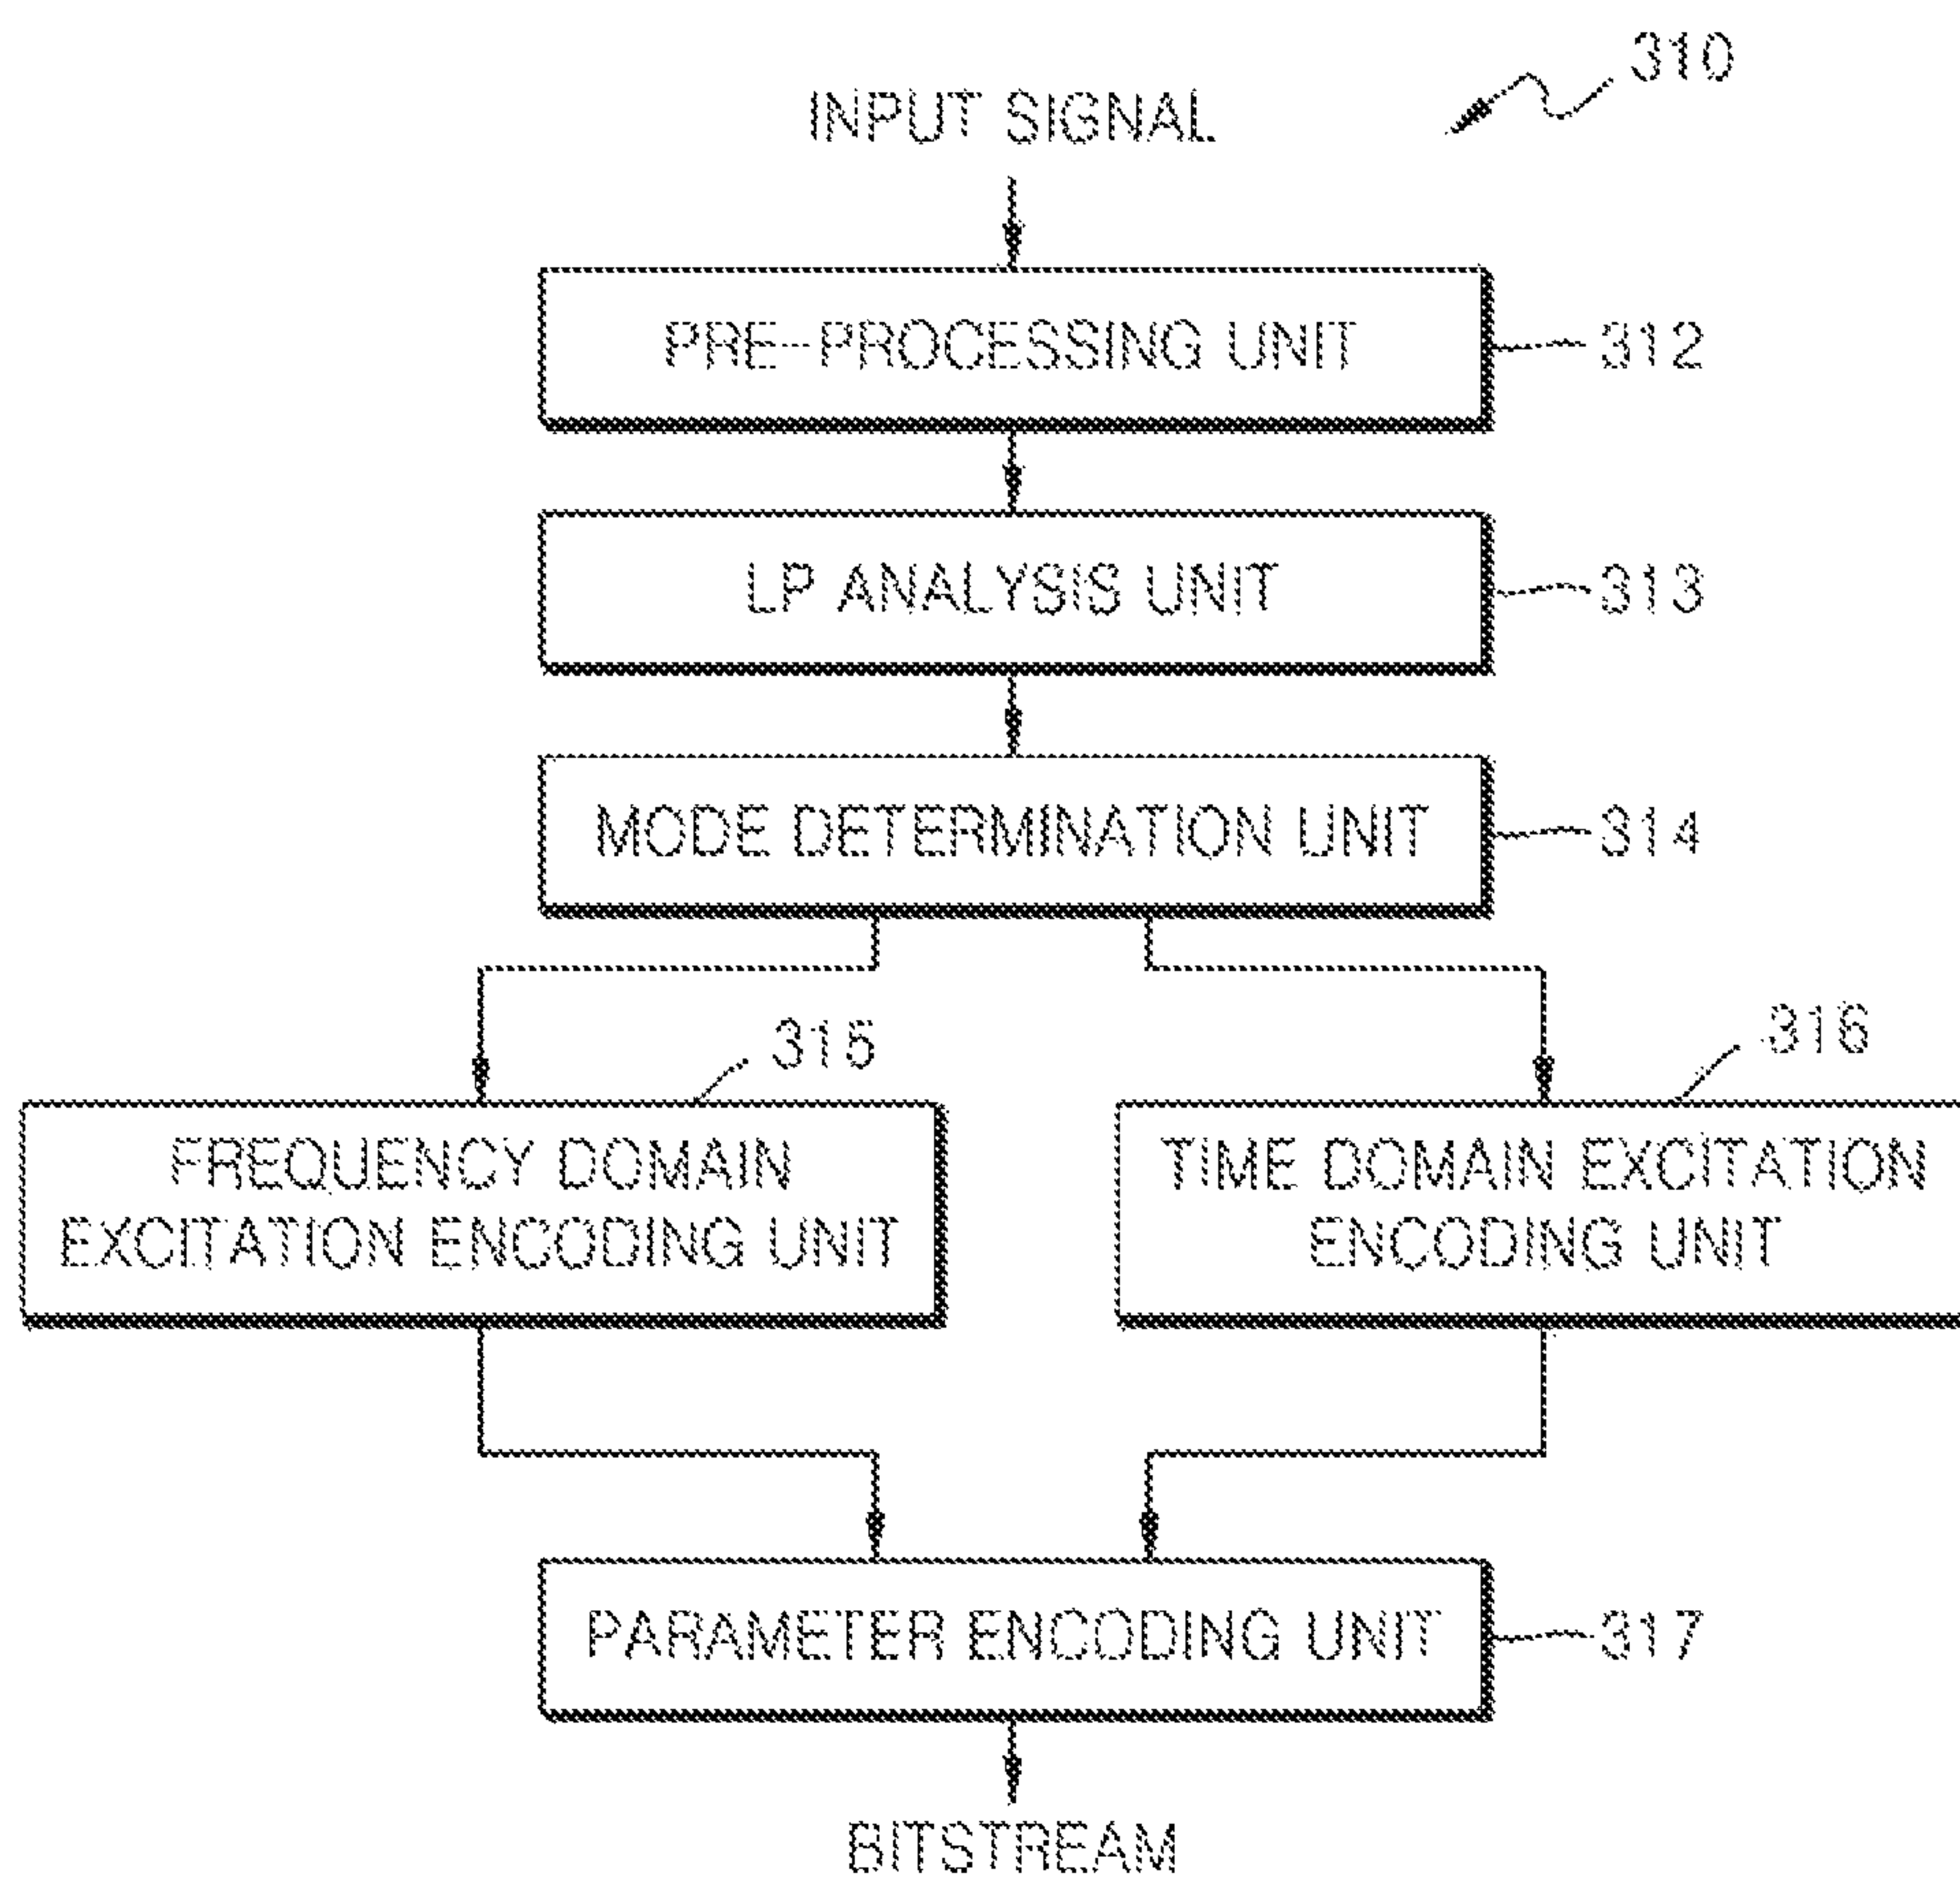 310
INPUT SIGNAL
PRE-PROCESSING UNIT
312
LP ANALYSIS UNIT
313
MODE DETERMINATION UNIT
314
315
316
FREQUENCY DOMAIN
EXCITATION ENCODING UNIT
TIME DOMAIN EXCITATION
ENCODING UNIT
PARAMETER ENCODING UNIT
317
BITSTREAM